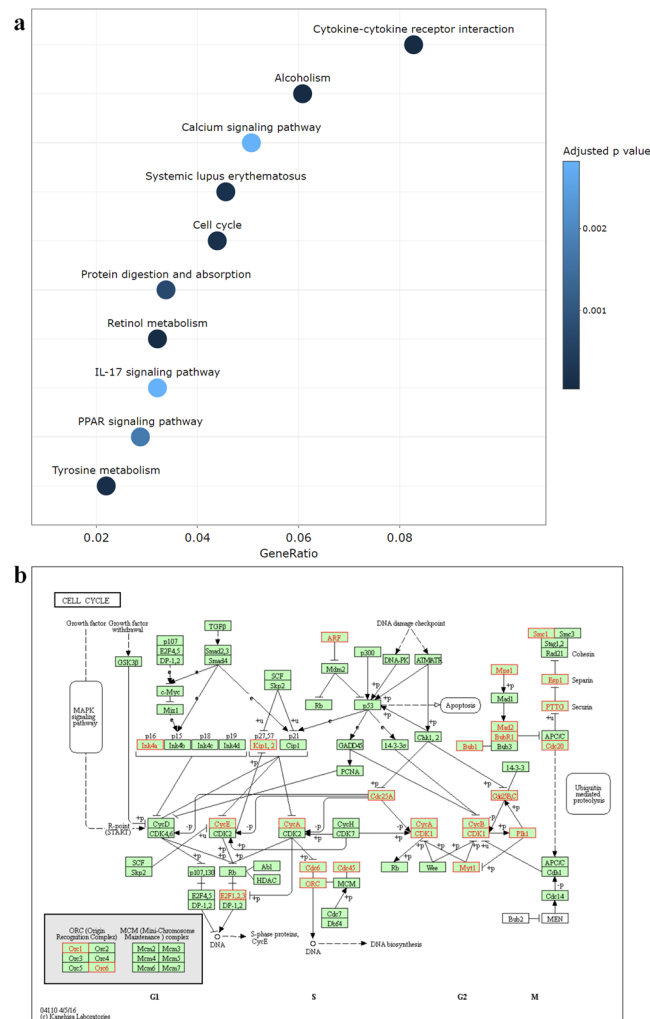 a
Cytokine-cytokine receptor interaction
Alcoholism
Calcium signaling pathway
Systemic lupus erythematosus
Cell cycle
Protein digestion and absorption
Retinol metabolism
IL-17 signaling pathway
PPAR signaling pathway
Tyrosine metabolism
Adjusted p value
0.002
0.001
0.02 0.04 0.06 0.08
GeneRatio
b
CELL CYCLE
Growth factor
Growth factor
withdrawal
GSK3β
MAPK
signaling
pathway
R-point
(START)
p107
E2F4,5
DP-1,2
c-Myc
Miz1
TGFβ
Smad2,3
Smad4
SCF
Skp2
ARF
Mdm2
Rb
p300
DNA damage checkpoint
DNA-PK
ATM/ATR
p53
Apoptosis
p16 p15 p18 p19 p27,57 p21
Ink4a Ink4b Ink4c Ink4d Kip1, 2 Cip1
GADD45
14-3-3σ
Chk1, 2
PCNA
Cdc25A
Mps1
Mad1
Mad2
BubR1
Bub1
Bub3
14-3-3
Smc1 Smc3
Stag1,2
Rad21
Cohesin
Esp1
Separin
PTTG
Securin
APC/C
Cdc20
Ubiquitin
mediated
proteolysis
CycD
CDK4,6
CycE
CDK2
CycA
CDK2
CycH
CDK7
CycA
CDK1
CycB
CDK1
Plk1
SCF
Skp2
p107,130
E2F4,5
DP-1,2
Rb
Abl
HDAC
E2F1,2,3
DP-1,2
Cdc6
ORC
Cdc45
MCM
Cdc7
Dbf4
Rb
Wee
Myt1
APC/C
Cdh1
Cdc14
Bub2
MEN
DNA
S-phase proteins,
CycE
DNA
DNA biosynthesis
ORC (Origin
Recognition Complex)
MCM (Mini-Chromosome
Maintenance ) complex
Orc1 Orc2 Mcm2 Mcm3
Orc3 Orc4 Mcm4 Mcm5
Orc5 Orc6 Mcm6 Mcm7
G1 S G2 M
04110 4/5/16
(c) Kanehisa Laboratories